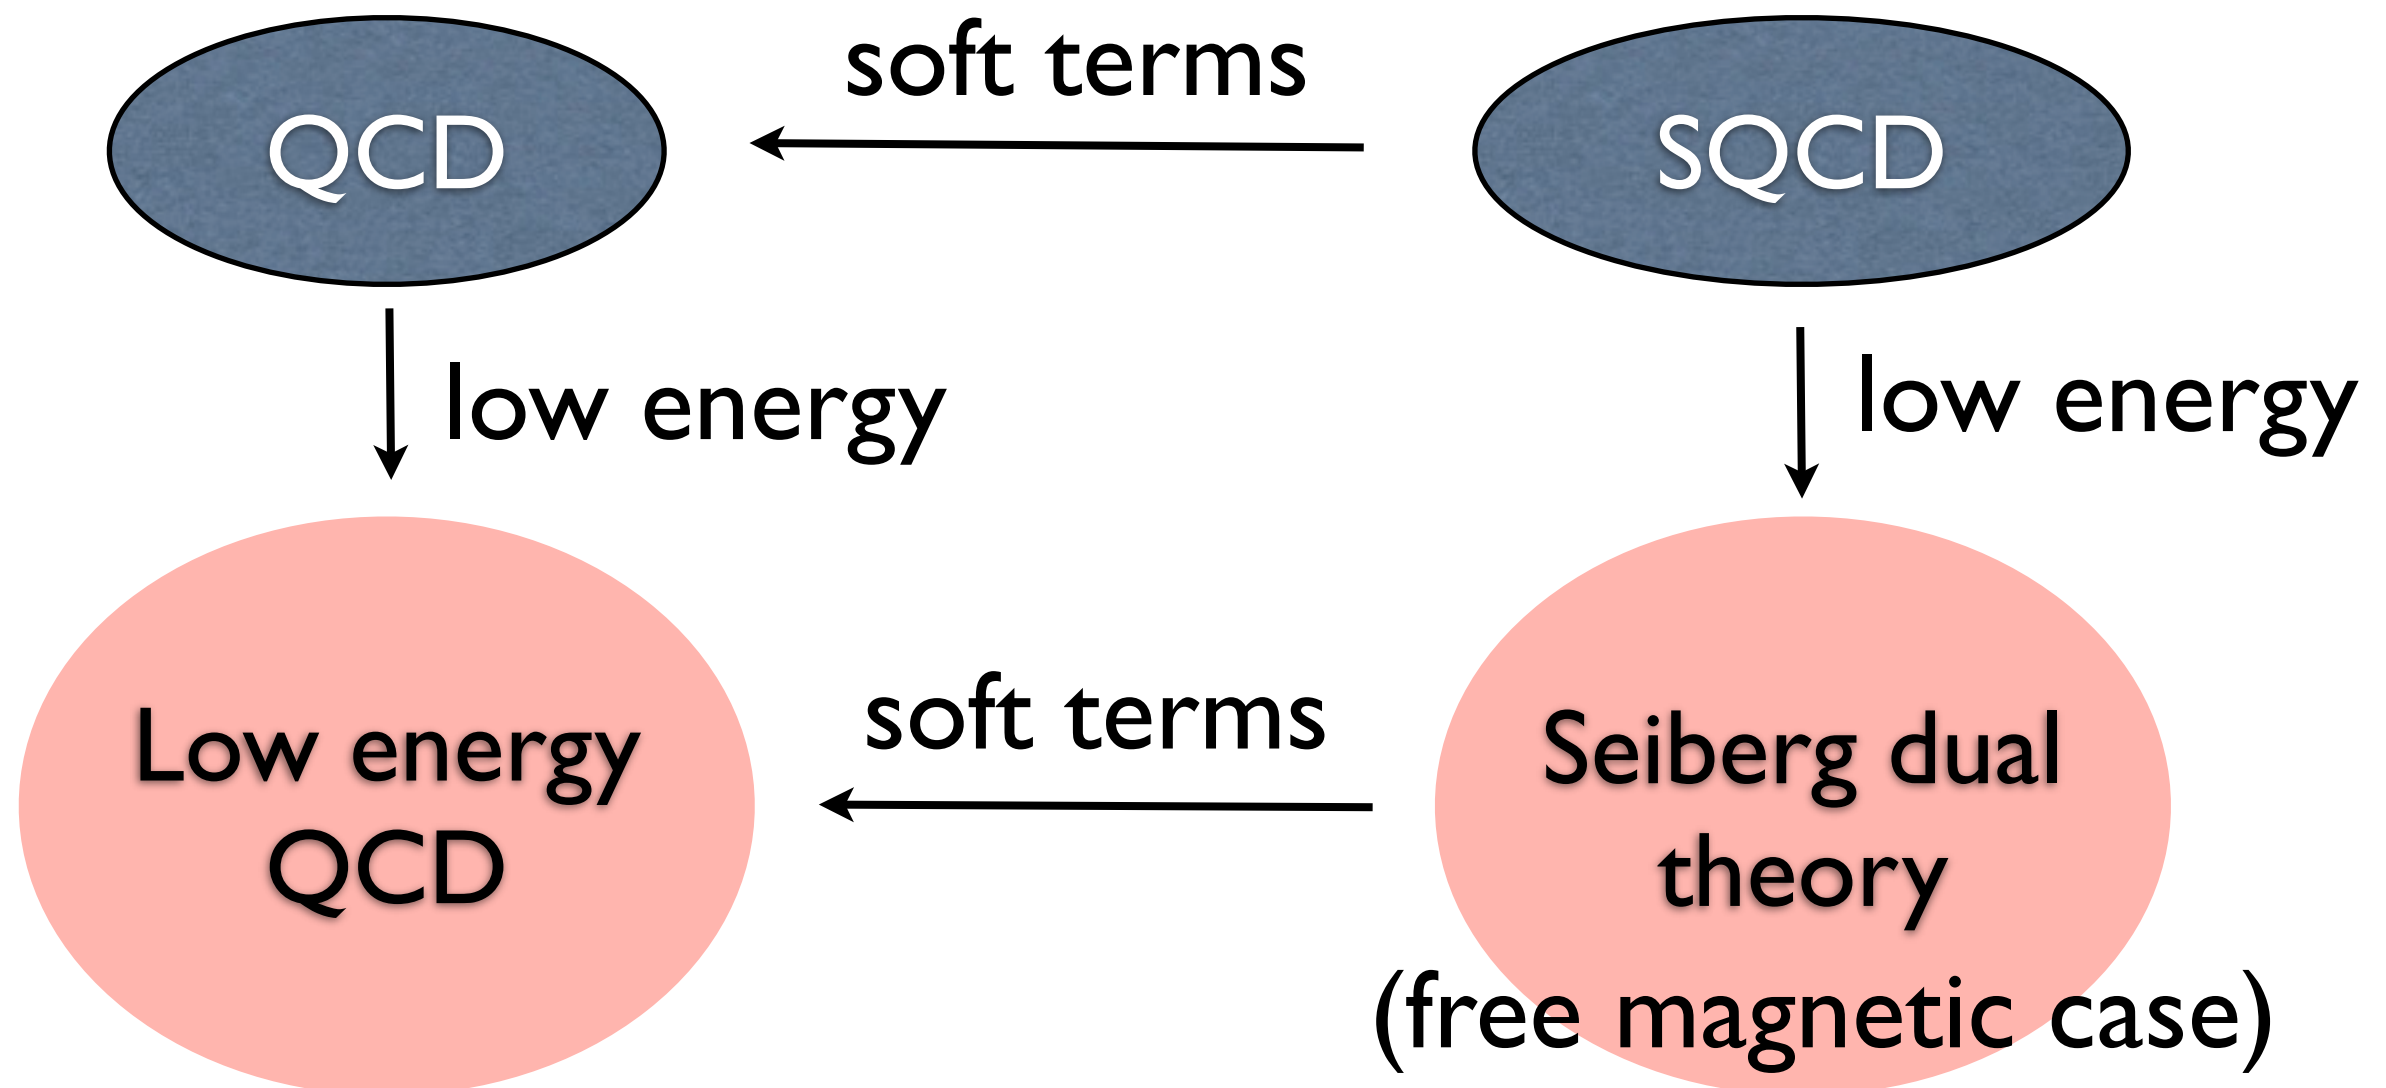 QCD
soft terms
SQCD
low energy
low energy
Low energy
QCD
soft terms
Seiberg dual
theory
(free magnetic case)